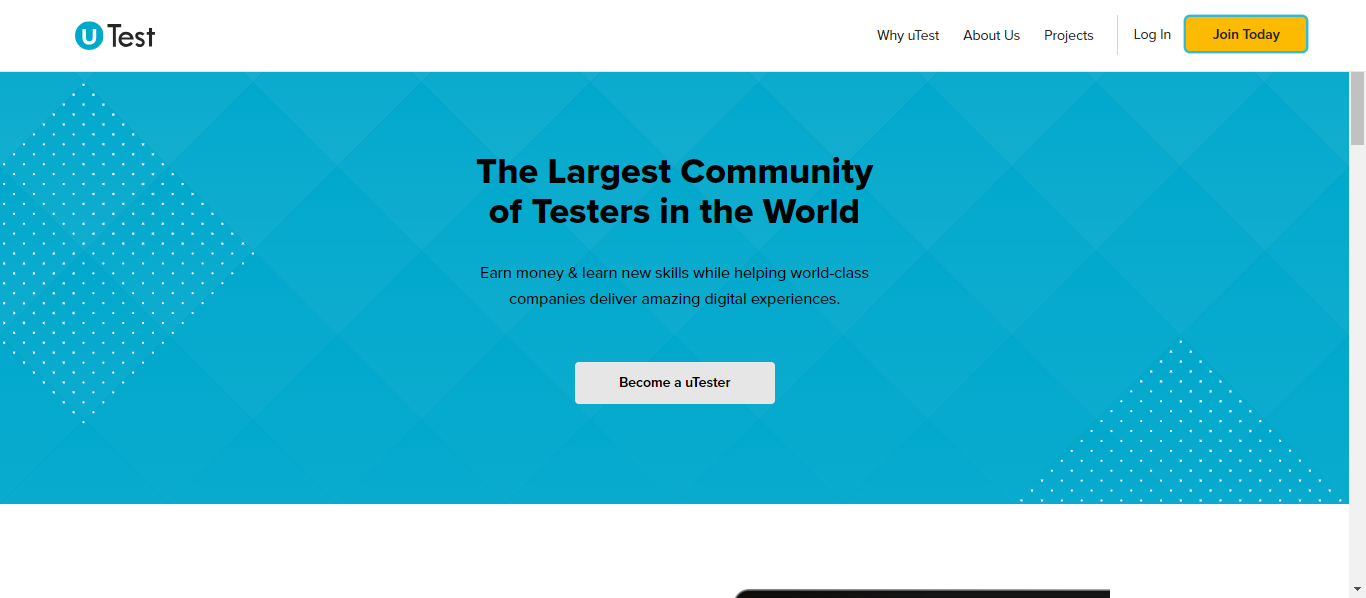 uTest
Why uTest
About Us
Projects
Log In
Join Today
The Largest Community
of Testers in the World
Earn money & learn new skills while helping world-class
companies deliver amazing digital experiences.
Become a uTester